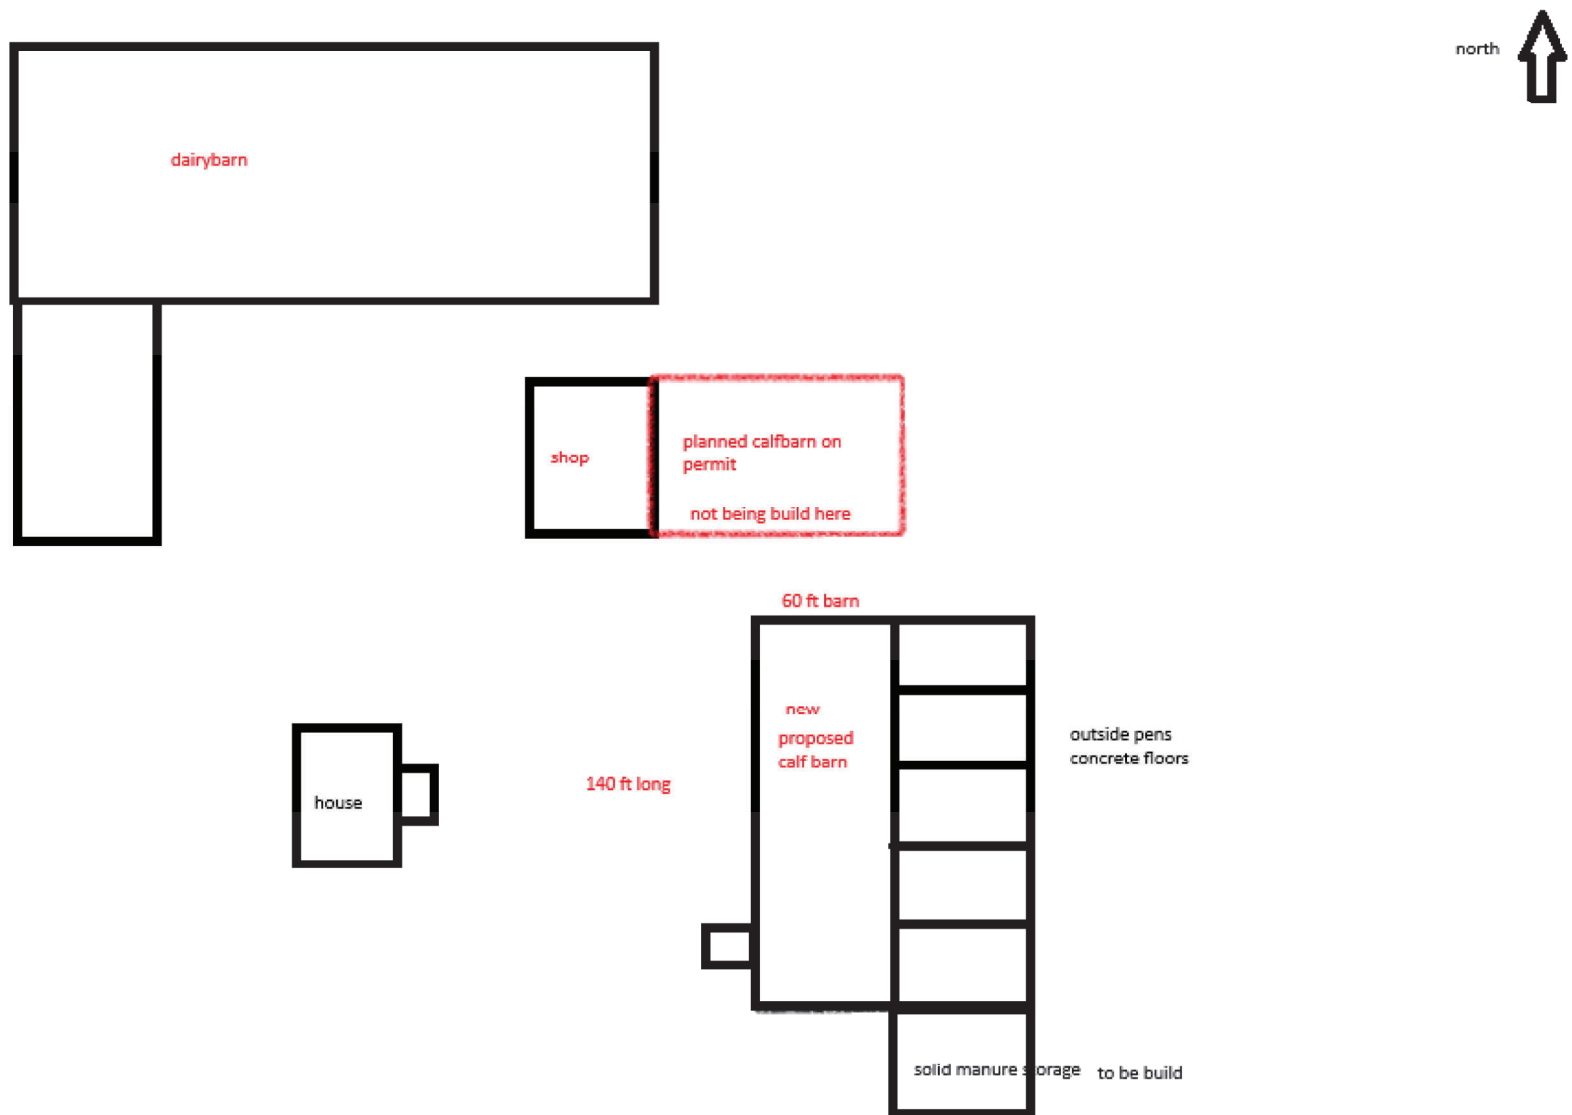 north
dairybarn
shop
planned calfbarn on
permit
not being build here
60 ft barn
new
proposed
calf barn
outside pens
concrete floors
140 ft long
house
solid manure storage
to be build